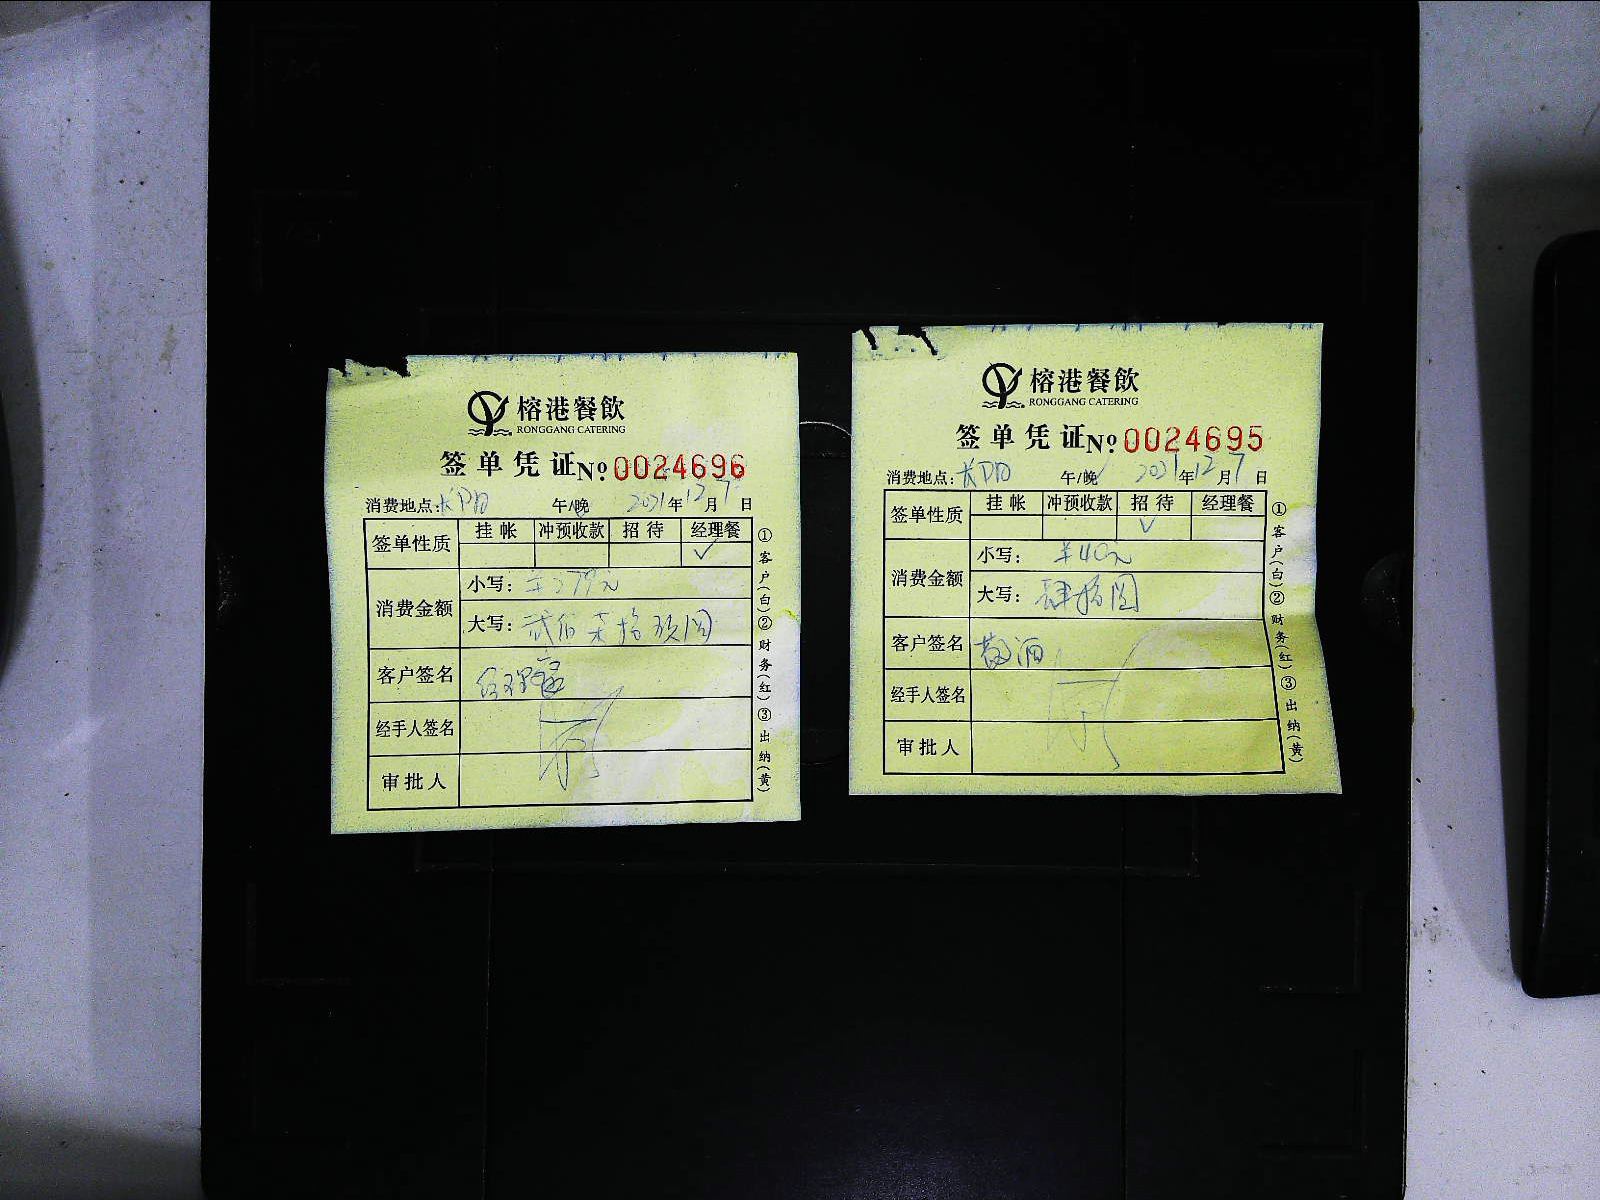 榕港餐飲
RONGGANG CATERING
签单凭证№ 0024696
消费地点: 午/晚 2021年12月7日
签单性质 挂帐 冲预收款 招待 经理餐
✓
消费金额 小写:
大写: 贰佰柒拾玖圆
客户签名 经理宴
经手人签名
审批人
①客户(白)②财务(红)③出纳(黄)
榕港餐飲
RONGGANG CATERING
签单凭证№ 0024695
消费地点: 午/晚 2021年12月7日
签单性质 挂帐 冲预收款 招待 经理餐
✓
消费金额 小写: ¥40元
大写: 肆拾圆
客户签名 散酒
经手人签名
审批人
①客户(白)②财务(红)③出纳(黄)